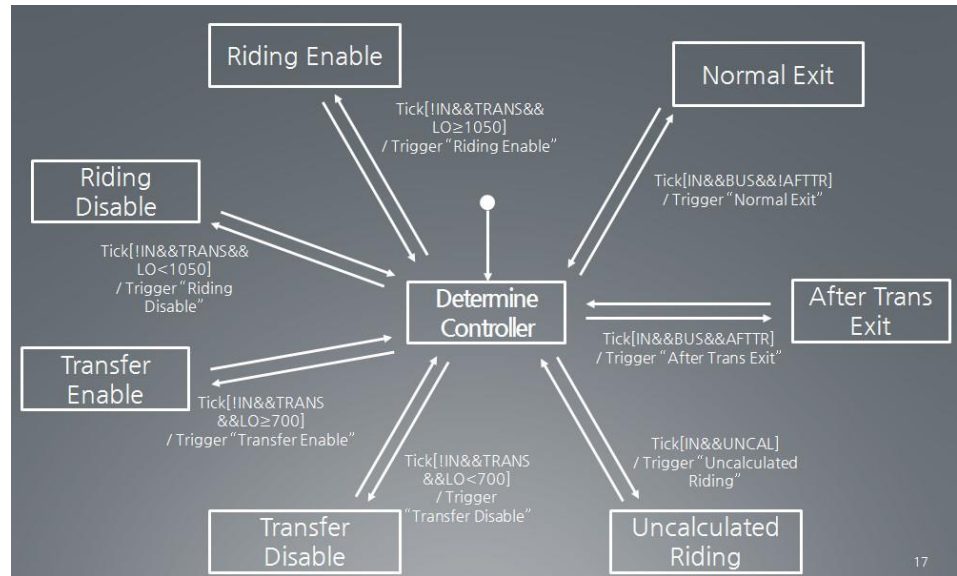 Riding Enable
Normal Exit
Tick[!IN&&TRANS&&
LO≥1050]
/ Trigger "Riding Enable"
Riding
Disable
Tick[IN&&BUS&&!AFTTR]
/ Trigger "Normal Exit"
Tick[!IN&&TRANS&&
LO<1050]
/ Trigger "Riding
Disable"
Determine
Controller
After Trans
Exit
Tick[IN&&BUS&&AFTTR]
/ Trigger "After Trans Exit"
Transfer
Enable
Tick[!IN&&TRANS
&&LO≥700]
/ Trigger "Transfer Enable"
Tick[!IN&&TRANS
&&LO<700]
/ Trigger
"Transfer Disable"
Tick[IN&&UNCAL]
/ Trigger "Uncalculated
Riding"
Transfer
Disable
Uncalculated
Riding
17